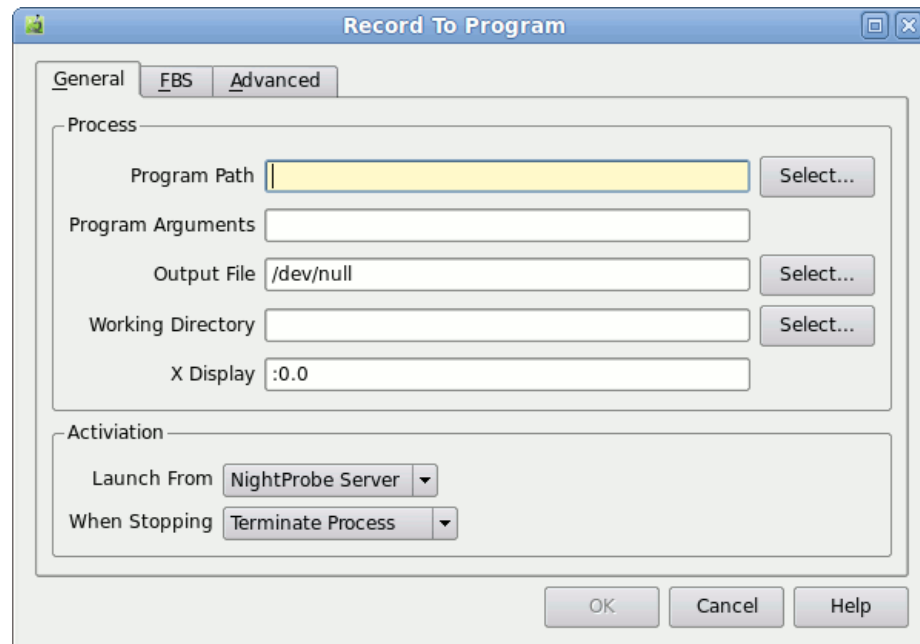 Record To Program
General FBS Advanced
Process
Program Path Select...
Program Arguments
Output File /dev/null Select...
Working Directory Select...
X Display :0.0
Activiation
Launch From NightProbe Server
When Stopping Terminate Process
OK Cancel Help